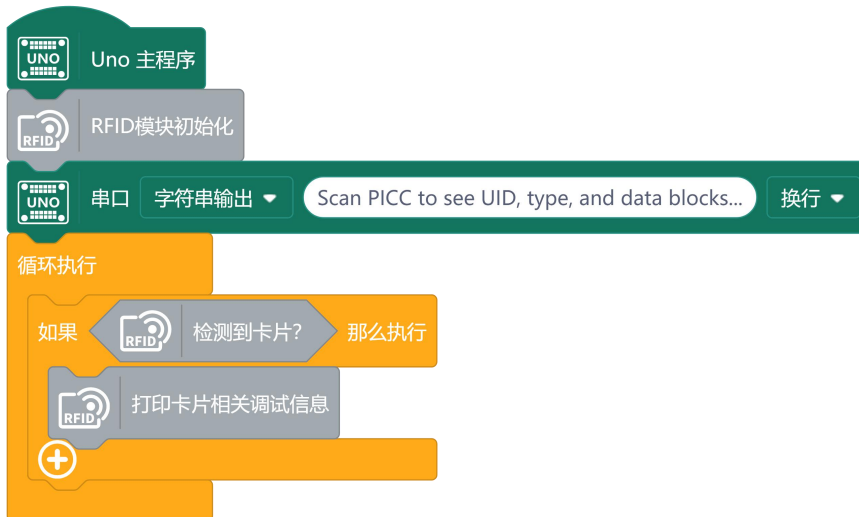 UNO Uno 主程序
RFID RFID模块初始化
UNO 串口 字符串输出 Scan PICC to see UID, type, and data blocks... 换行
循环执行
如果 RFID 检测到卡片? 那么执行
RFID 打印卡片相关调试信息